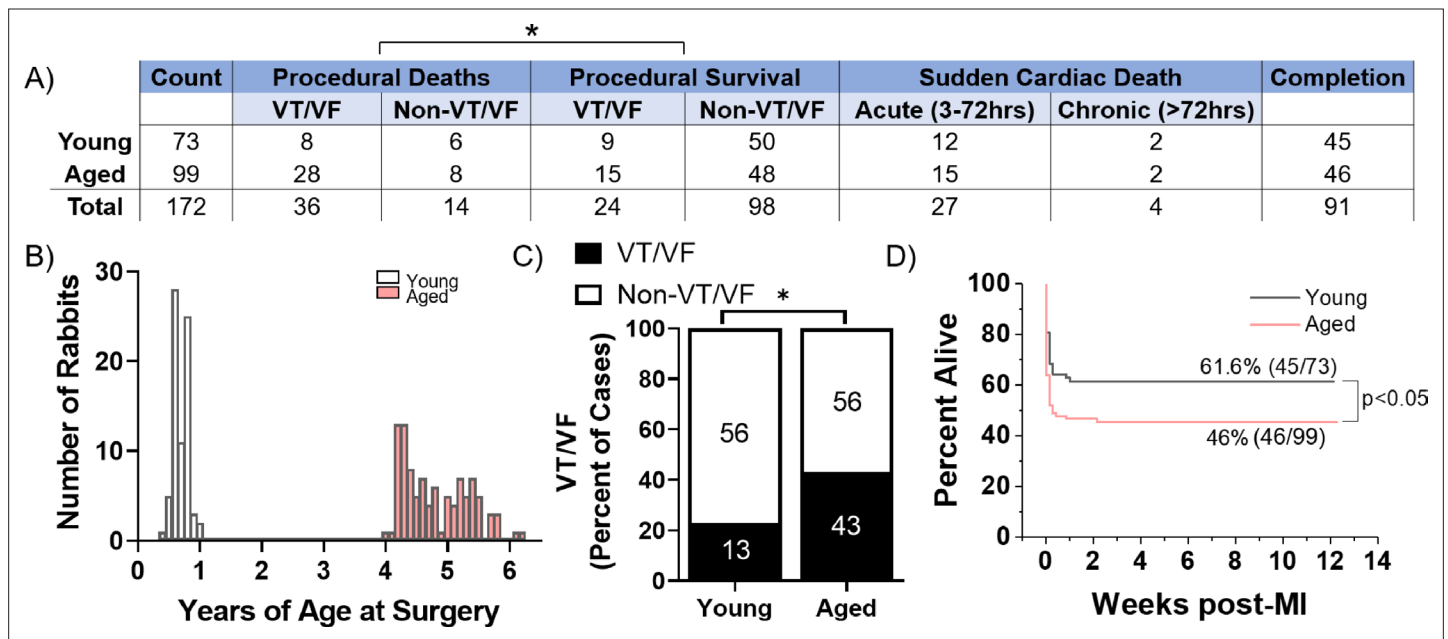 *
A) Count Procedural Deaths Procedural Survival Sudden Cardiac Death Completion
VT/VF Non-VT/VF VT/VF Non-VT/VF Acute (3-72hrs) Chronic (>72hrs)
Young 73 8 6 9 50 12 2 45
Aged 99 28 8 15 48 15 2 46
Total 172 36 14 24 98 27 4 91
B)
Number of Rabbits
30
20
10
0
Young
Aged
0 1 2 3 4 5 6
Years of Age at Surgery
C)
VT/VF
Non-VT/VF
*
VT/VF
(Percent of Cases)
100
80
60
40
20
0
56 56
13 43
Young Aged
D)
Percent Alive
100
80
60
40
20
0
Young
Aged
61.6% (45/73)
p<0.05
46% (46/99)
0 2 4 6 8 10 12 14
Weeks post-MI